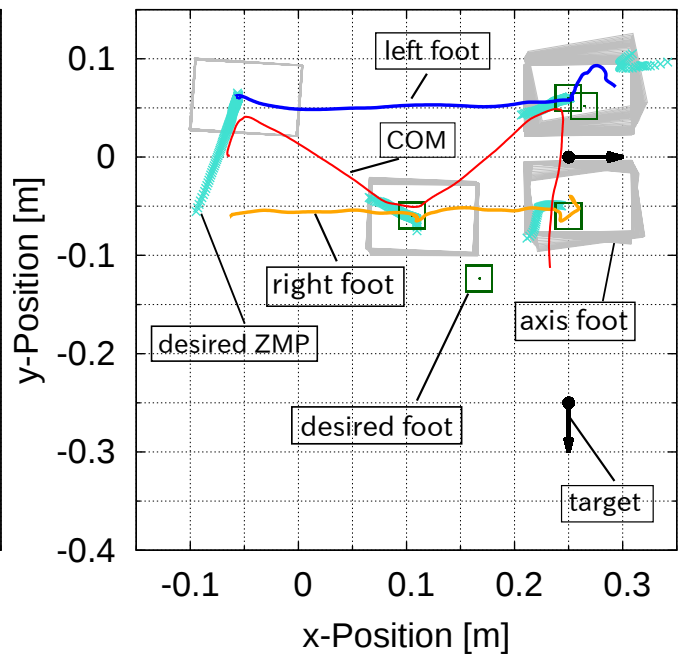 0.1
left foot
COM
0
y-Position [m]
-0.1
right foot
axis foot
desired ZMP
-0.2
desired foot
-0.3
target
-0.4
-0.1
0
0.1
0.2
0.3
x-Position [m]